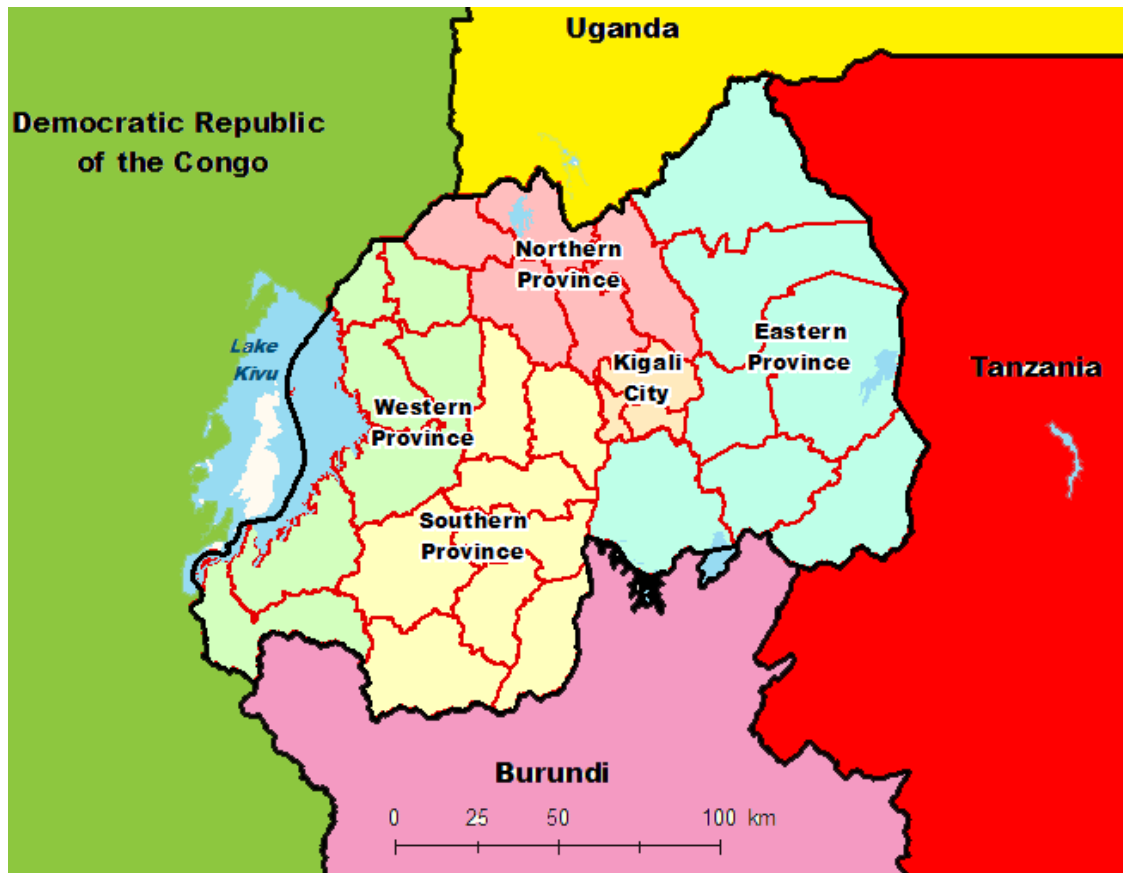 Uganda
Democratic Republic
of the Congo
Northern
Province
Eastern
Province
Lake
Kivu
Kigali
City
Tanzania
Western
Province
Southern
Province
Burundi
0 25 50 100 km